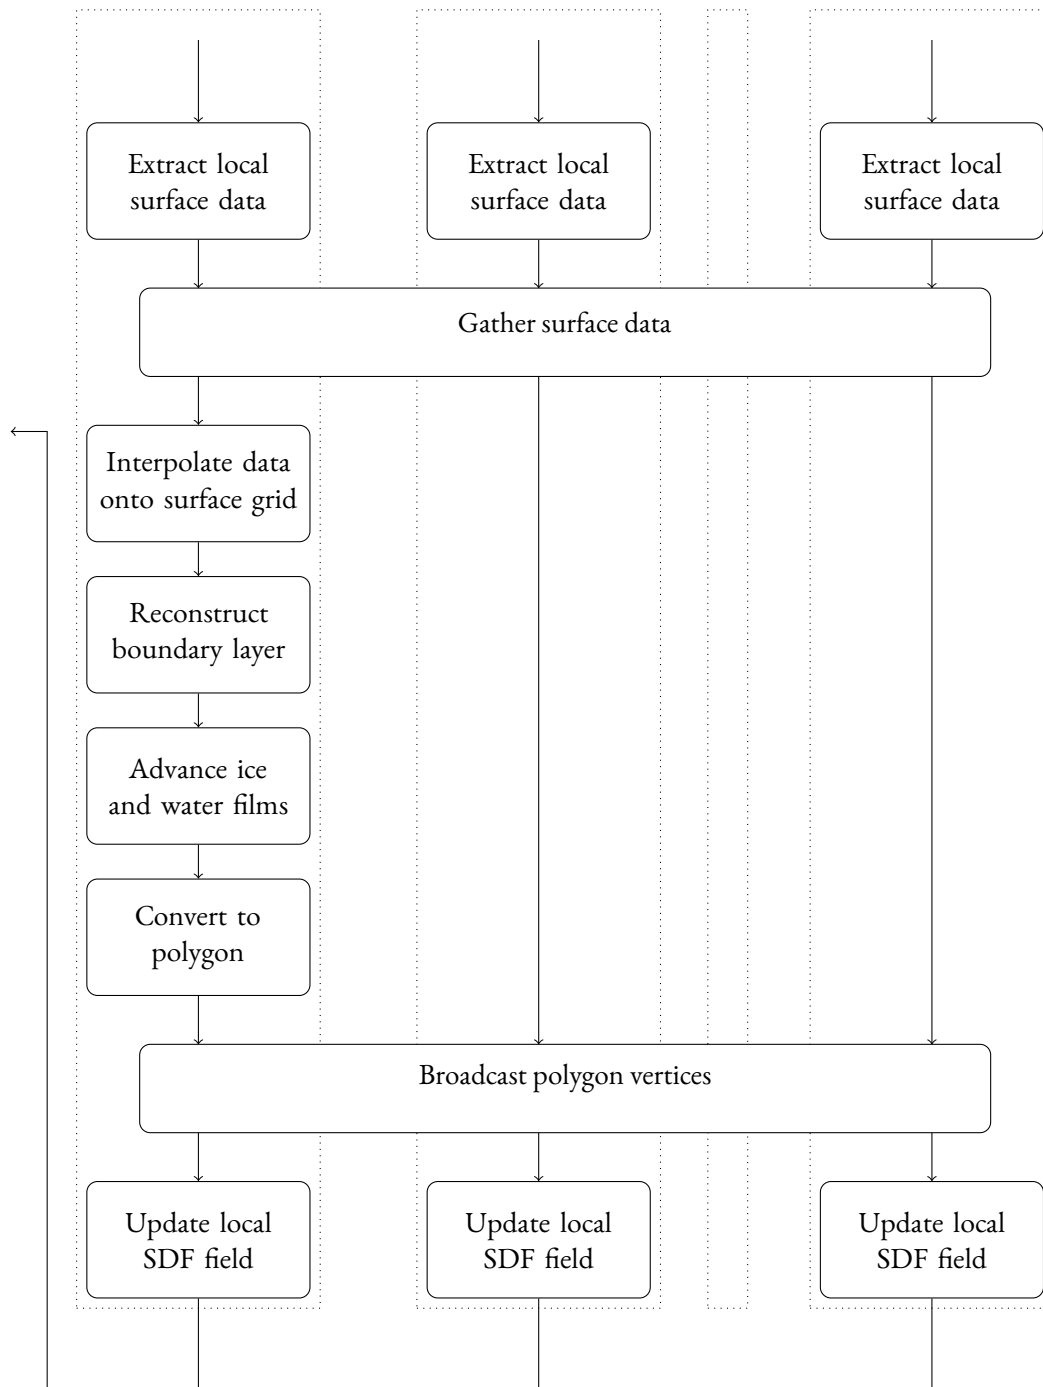 Extract local
surface data
Extract local
surface data
Extract local
surface data
Gather surface data
Interpolate data
onto surface grid
Reconstruct
boundary layer
Advance ice
and water films
Convert to
polygon
Broadcast polygon vertices
Update local
SDF field
Update local
SDF field
Update local
SDF field